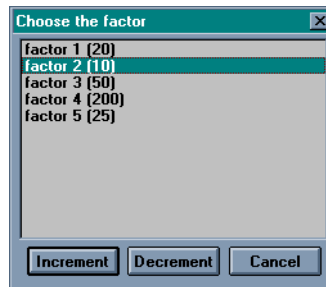 Choose the factor
factor 1 (20)
factor 2 (10)
factor 3 (50)
factor 4 (200)
factor 5 (25)
Increment Decrement Cancel